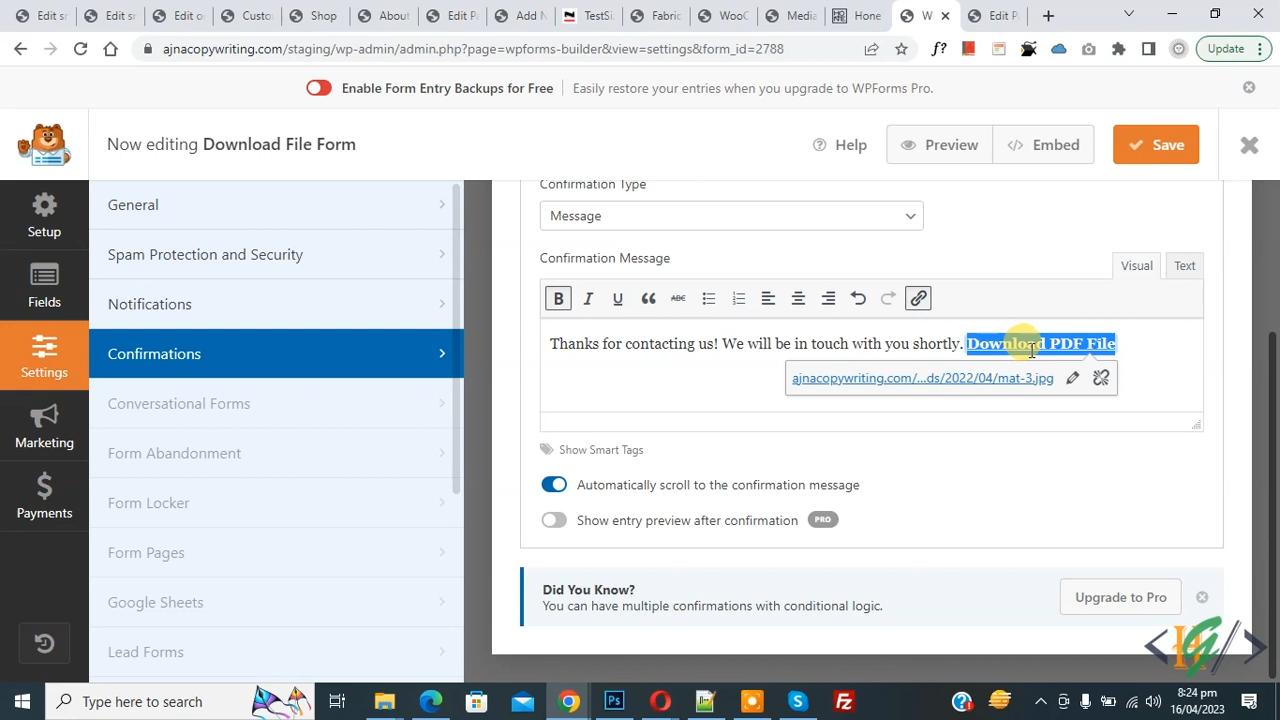 Edit sr
Edit sr
Edit o
Custo
Shop
About
Edit Pa
Add N
TestSi
Fabric
WooC
Media
Home
W
Edit P
ajnacopywriting.com/staging/wp-admin/admin.php?page=wpforms-builder&view=settings&form_id=2788
f?
Update
Enable Form Entry Backups for Free
Easily restore your entries when you upgrade to WPForms Pro.
Now editing Download File Form
Help
Preview
Embed
Save
Setup
Fields
Settings
Marketing
Payments
General
Spam Protection and Security
Notifications
Confirmations
Conversational Forms
Form Abandonment
Form Locker
Form Pages
Google Sheets
Lead Forms
Confirmation Type
Message
Confirmation Message
Visual
Text
B I U ABC
Thanks for contacting us! We will be in touch with you shortly. Download PDF File
ajnacopywriting.com/...ds/2022/04/mat-3.jpg
Show Smart Tags
Automatically scroll to the confirmation message
Show entry preview after confirmation PRO
Did You Know?
You can have multiple confirmations with conditional logic.
Upgrade to Pro
Type here to search
8:24 pm
16/04/2023